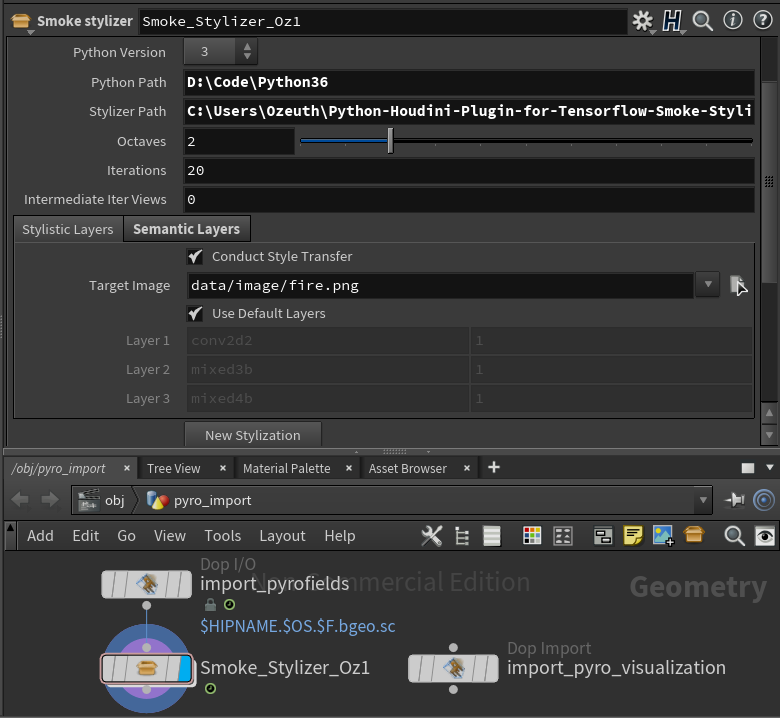 Smoke stylizer Smoke_Stylizer_Oz1
Python Version 3
Python Path D:\Code\Python36
Stylizer Path C:\Users\Ozeuth\Python-Houdini-Plugin-for-Tensorflow-Smoke-Styli
Octaves 2
Iterations 20
Intermediate Iter Views 0
Stylistic Layers Semantic Layers
Conduct Style Transfer
Target Image data/image/fire.png
Use Default Layers
Layer 1 conv2d2 1
Layer 2 mixed3b 1
Layer 3 mixed4b 1
New Stylization
/obj/pyro_import × Tree View × Material Palette × Asset Browser × +
obj pyro_import
Add Edit Go View Tools Layout Help
Non-Commercial Edition Geometry
Dop I/O
import_pyrofields
$HIPNAME.$OS.$F.bgeo.sc
Smoke_Stylizer_Oz1
Dop Import
import_pyro_visualization